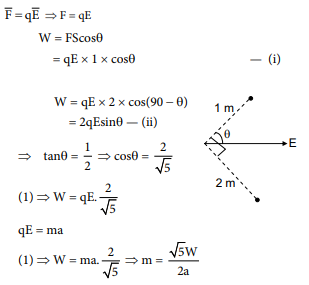 F̅ = qE̅ ⇒ F = qE
W = FScosθ
= qE × 1 × cosθ — (i)
W = qE × 2 × cos(90 − θ)
= 2qEsinθ — (ii)
1 m
θ
E
2 m
⇒ tanθ = 1/2 ⇒ cosθ = 2/√5
(1) ⇒ W = qE. 2/√5
qE = ma
(1) ⇒ W = ma. 2/√5 ⇒ m = √5W/2a